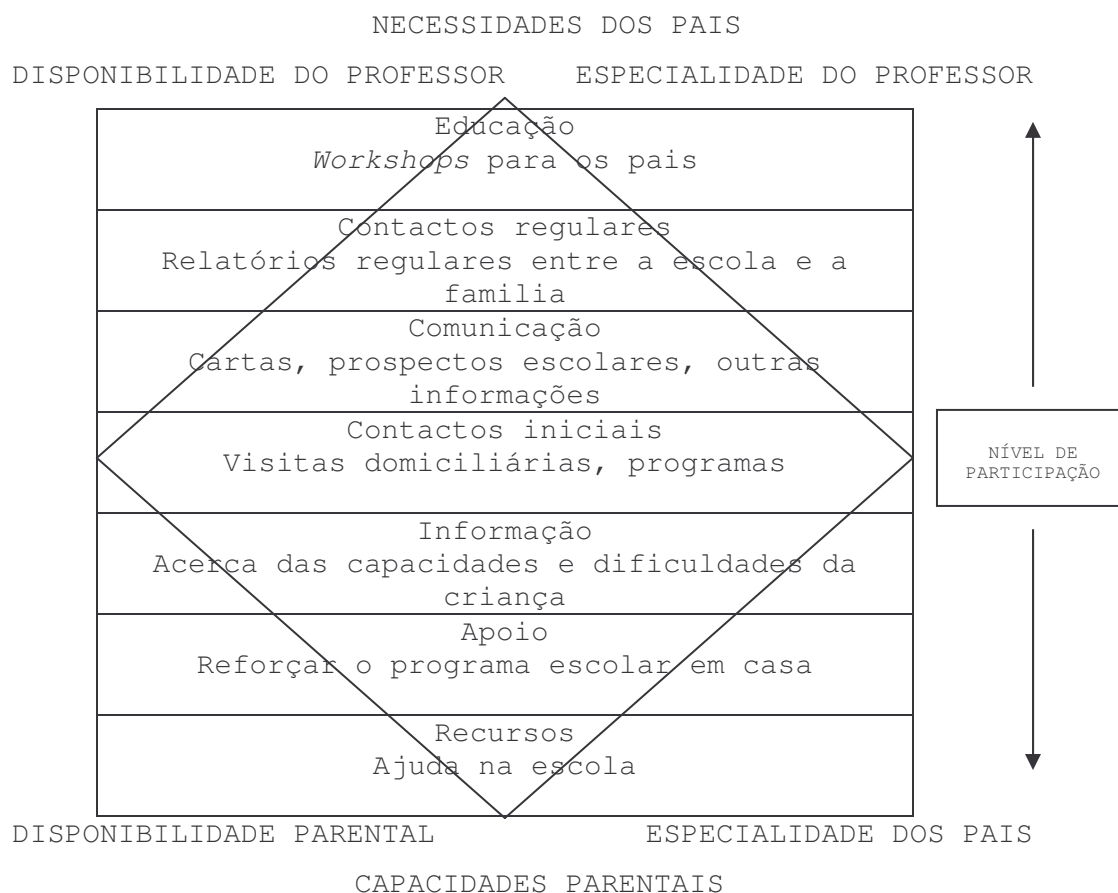 NECESSIDADES DOS PAIS
DISPONIBILIDADE DO PROFESSOR ESPECIALIDADE DO PROFESSOR
Educação
Workshops para os pais
Contactos regulares
Relatórios regulares entre a escola e a
familia
Comunicação
Cartas, prospectos escolares, outras
informações
Contactos iniciais
Visitas domiciliárias, programas
NÍVEL DE
PARTICIPAÇÃO
Informação
Acerca das capacidades e dificuldades da
criança
Apoio
Reforçar o programa escolar em casa
Recursos
Ajuda na escola
DISPONIBILIDADE PARENTAL ESPECIALIDADE DOS PAIS
CAPACIDADES PARENTAIS